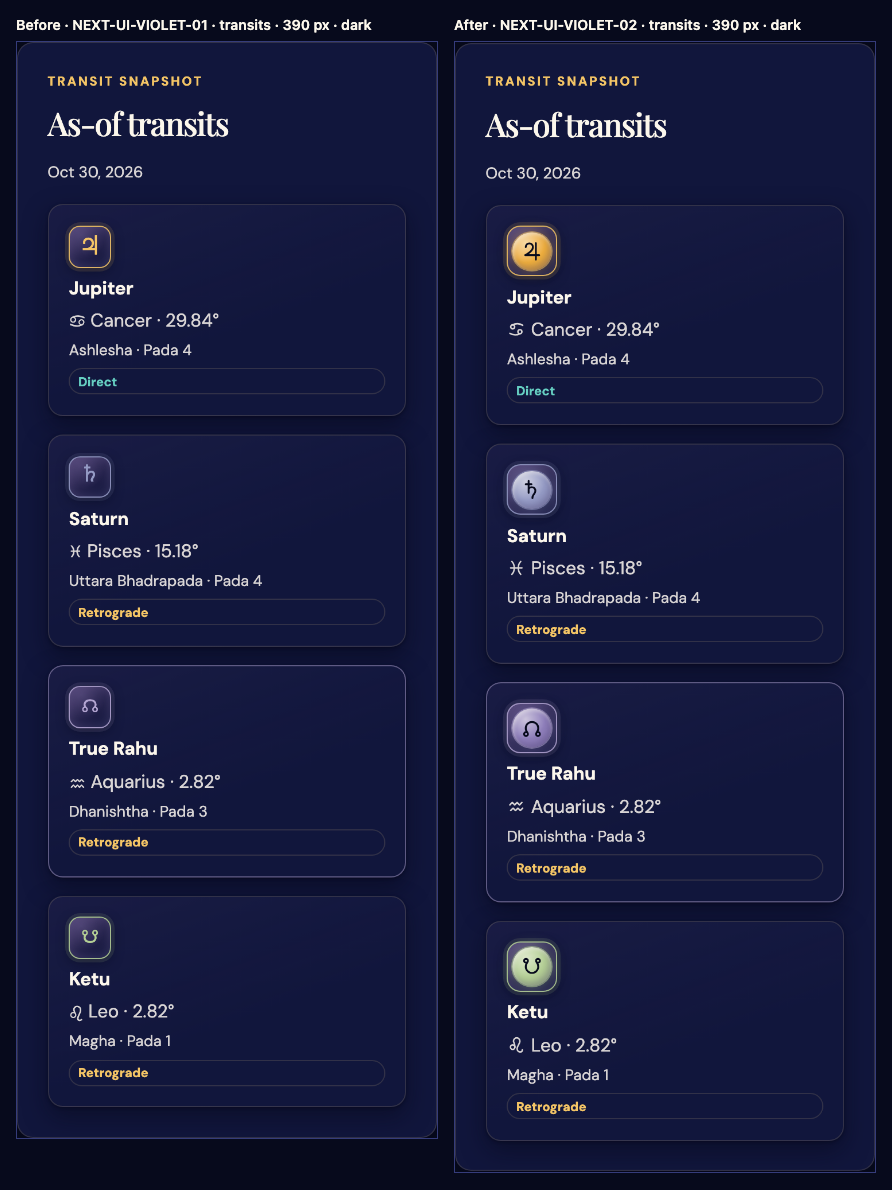 Before · NEXT-UI-VIOLET-01 · transits · 390 px · dark
TRANSIT SNAPSHOT
As-of transits
Oct 30, 2026
♃
Jupiter
♋ Cancer · 29.84°
Ashlesha · Pada 4
Direct
♄
Saturn
♓ Pisces · 15.18°
Uttara Bhadrapada · Pada 4
Retrograde
☊
True Rahu
♒ Aquarius · 2.82°
Dhanishtha · Pada 3
Retrograde
☋
Ketu
♌ Leo · 2.82°
Magha · Pada 1
Retrograde
After · NEXT-UI-VIOLET-02 · transits · 390 px · dark
TRANSIT SNAPSHOT
As-of transits
Oct 30, 2026
♃
Jupiter
♋ Cancer · 29.84°
Ashlesha · Pada 4
Direct
♄
Saturn
♓ Pisces · 15.18°
Uttara Bhadrapada · Pada 4
Retrograde
☊
True Rahu
♒ Aquarius · 2.82°
Dhanishtha · Pada 3
Retrograde
☋
Ketu
♌ Leo · 2.82°
Magha · Pada 1
Retrograde